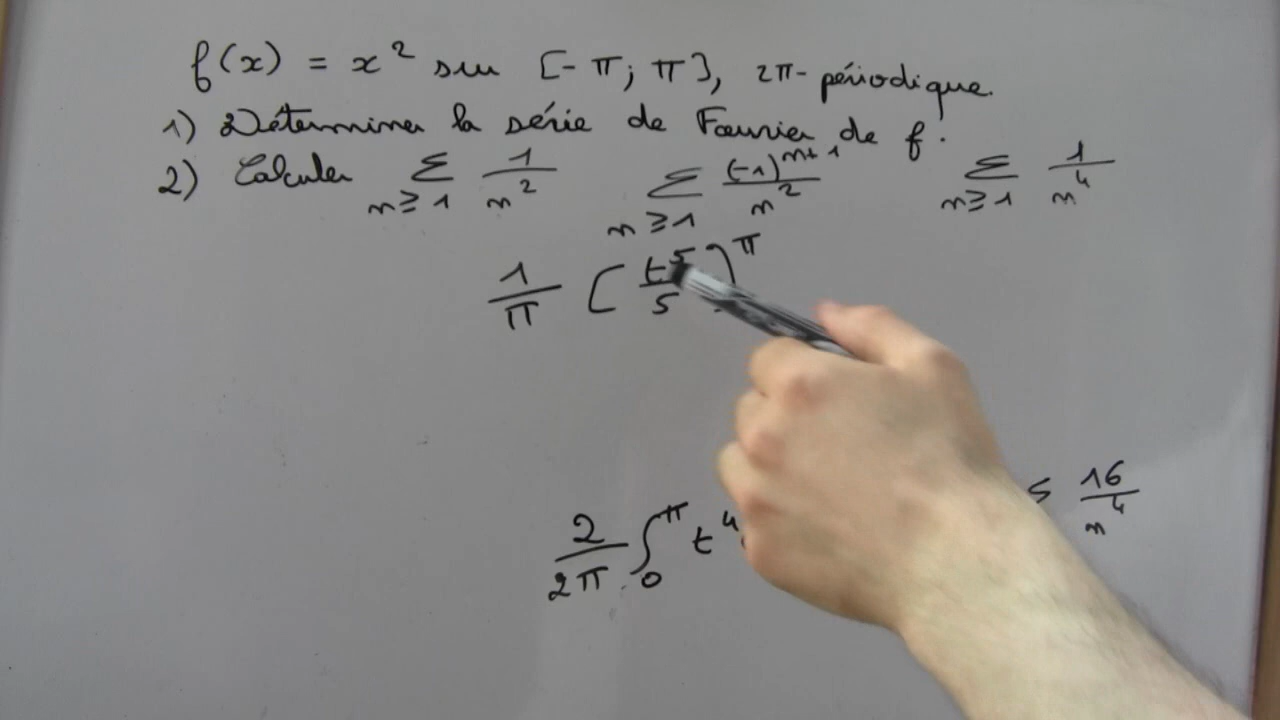 f(x) = x² sur [-π; π], 2π-périodique.
1) Déterminer la série de Fourier de f.
2) Calculer Σ_{n≥1} 1/n² Σ_{n≥1} (-1)^{n+1}/n² Σ_{n≥1} 1/n⁴
1/π [t⁵/5]^π
2/2π ∫_0^π t⁴ 16/n⁴